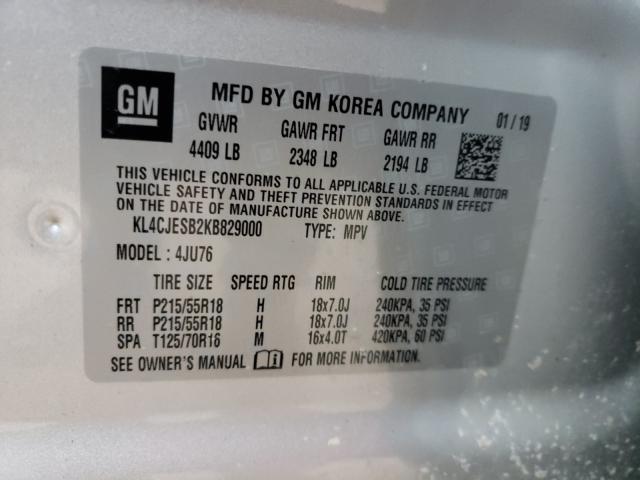 GM
MFD BY GM KOREA COMPANY 01 / 19
GVWR GAWR FRT GAWR RR
4409 LB 2348 LB 2194 LB
THIS VEHICLE CONFORMS TO ALL APPLICABLE U.S. FEDERAL MOTOR
VEHICLE SAFETY AND THEFT PREVENTION STANDARDS IN EFFECT
ON THE DATE OF MANUFACTURE SHOWN ABOVE.
KL4CJESB2KB829000 TYPE: MPV
MODEL: 4JU76
TIRE SIZE SPEED RTG RIM COLD TIRE PRESSURE
FRT P215/55R18 H 18x7.0J 240KPA, 35 PSI
RR P215/55R18 H 18x7.0J 240KPA, 35 PSI
SPA T125/70R16 M 16x4.0T 420KPA, 60 PSI
SEE OWNER'S MANUAL FOR MORE INFORMATION